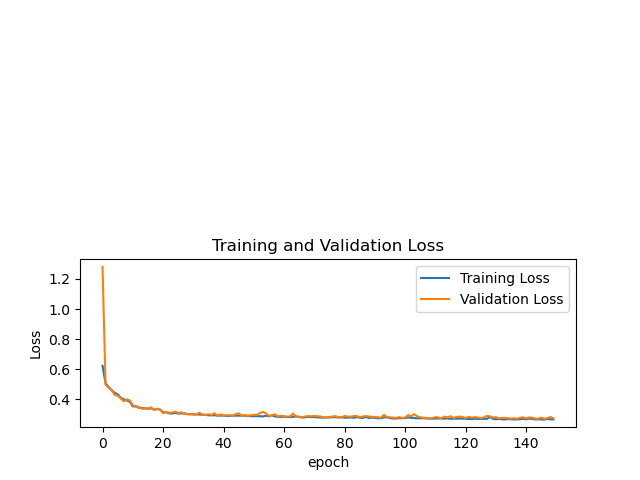 Training and Validation Loss
Training Loss
Validation Loss
1.2
1.0
0.8
0.6
0.4
Loss
0 20 40 60 80 100 120 140
epoch